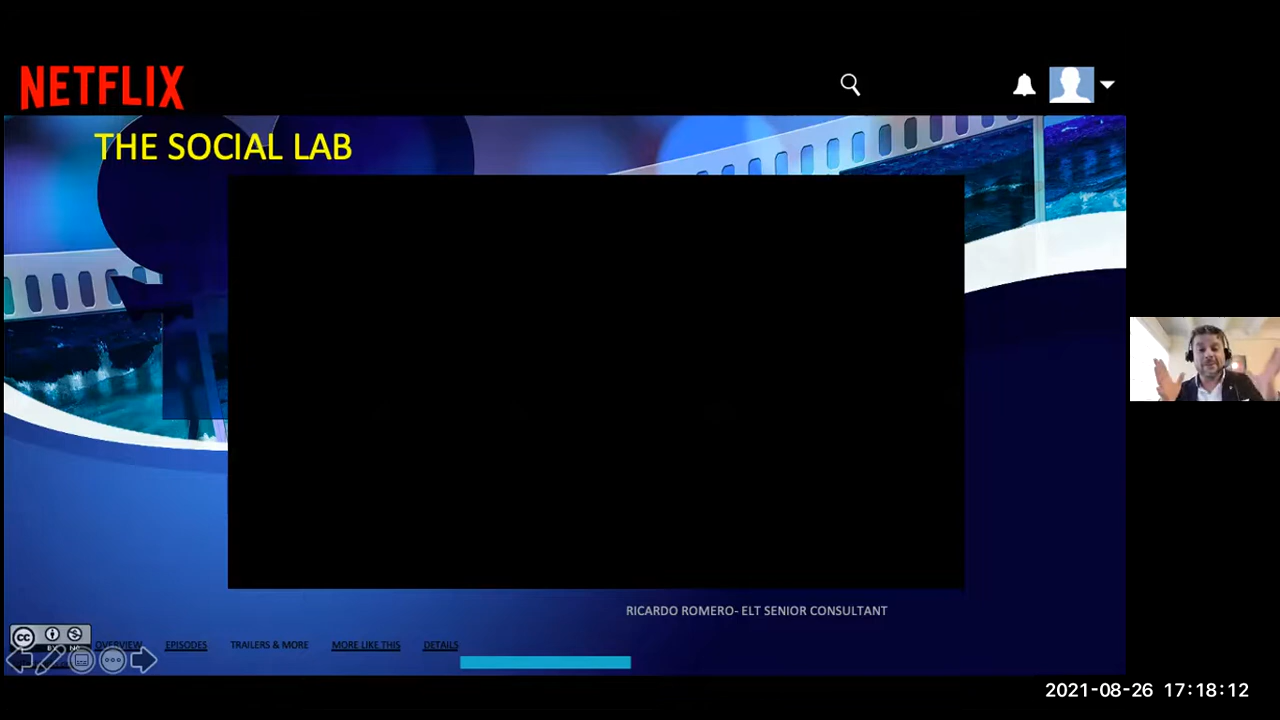 NETFLIX
THE SOCIAL LAB
RICARDO ROMERO- ELT SENIOR CONSULTANT
OVERVIEW EPISODES TRAILERS & MORE MORE LIKE THIS DETAILS
cc
2021-08-26 17:18:12